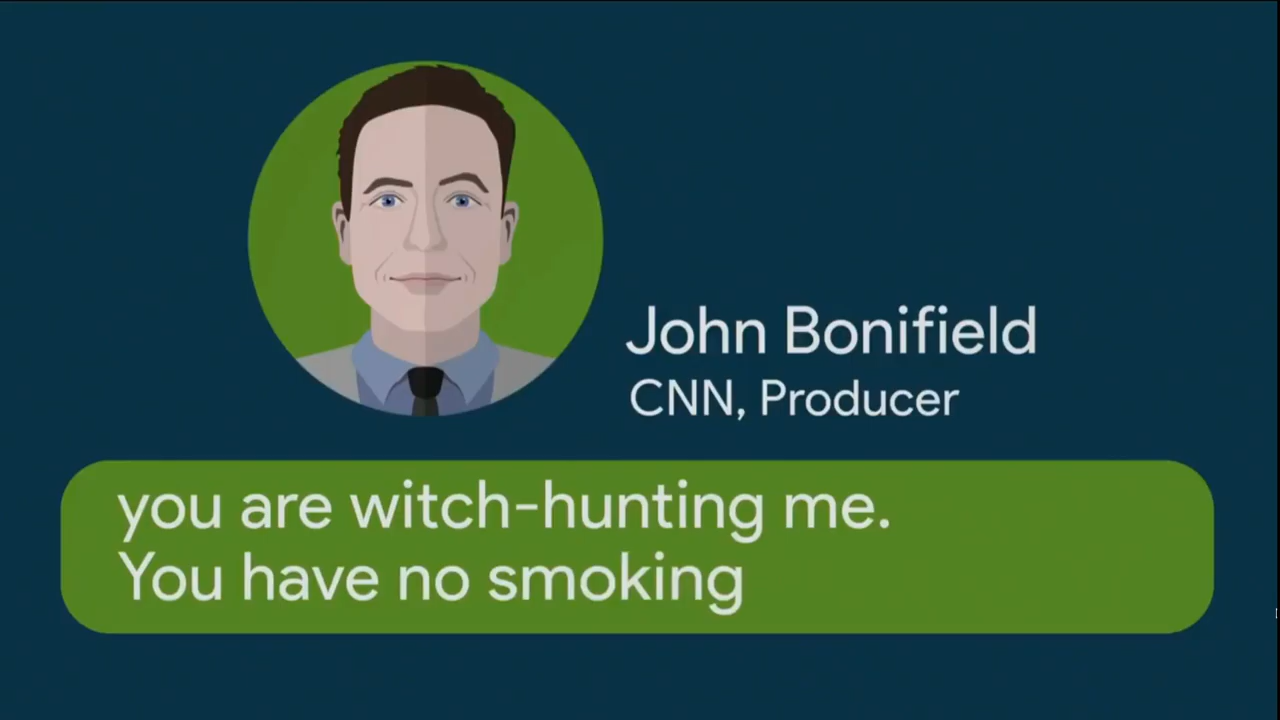 John Bonifield
CNN, Producer
you are witch-hunting me.
You have no smoking